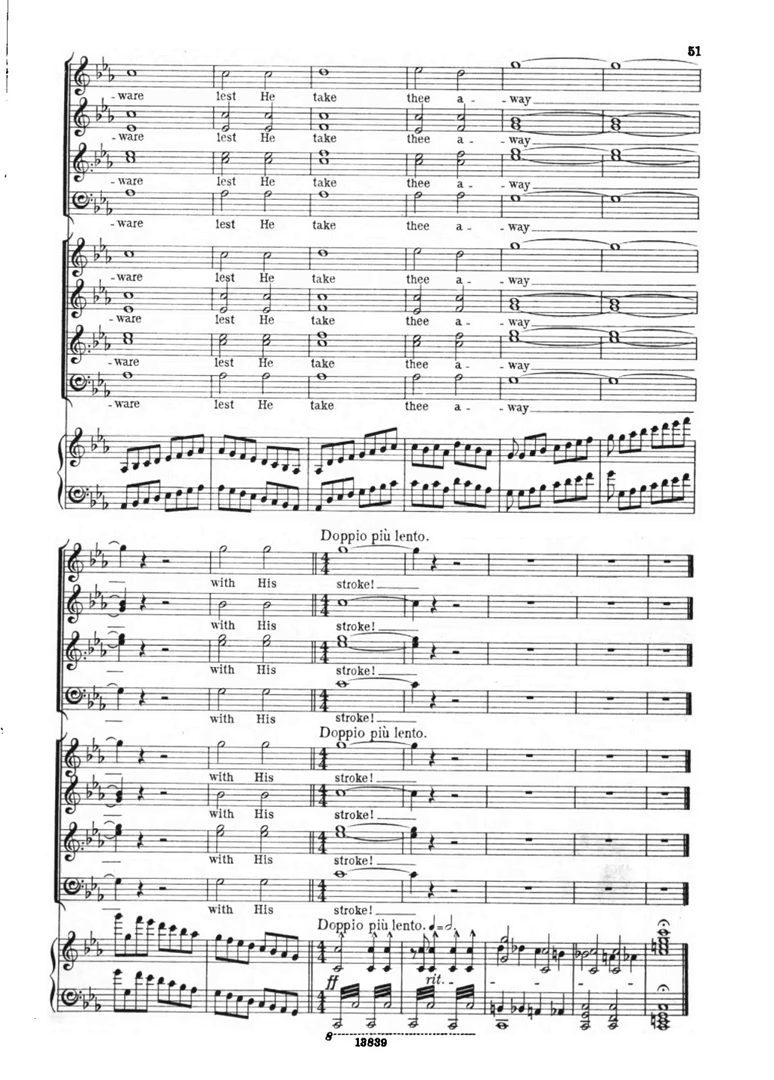 51
- ware lest He take thee a - - way
- ware lest He take thee a - - way
- ware lest He take thee a - - way
- ware lest He take thee a - - way
- ware lest He take thee a - - way
- ware lest He take thee a - - way
- ware lest He take thee a - - way
- ware lest He take thee a - - way
Doppio più lento.
with His stroke!
with His stroke!
with His stroke!
with His stroke!
Doppio più lento.
with His stroke!
with His stroke!
with His stroke!
with His stroke!
Doppio più lento.
ff rit.
8
13839